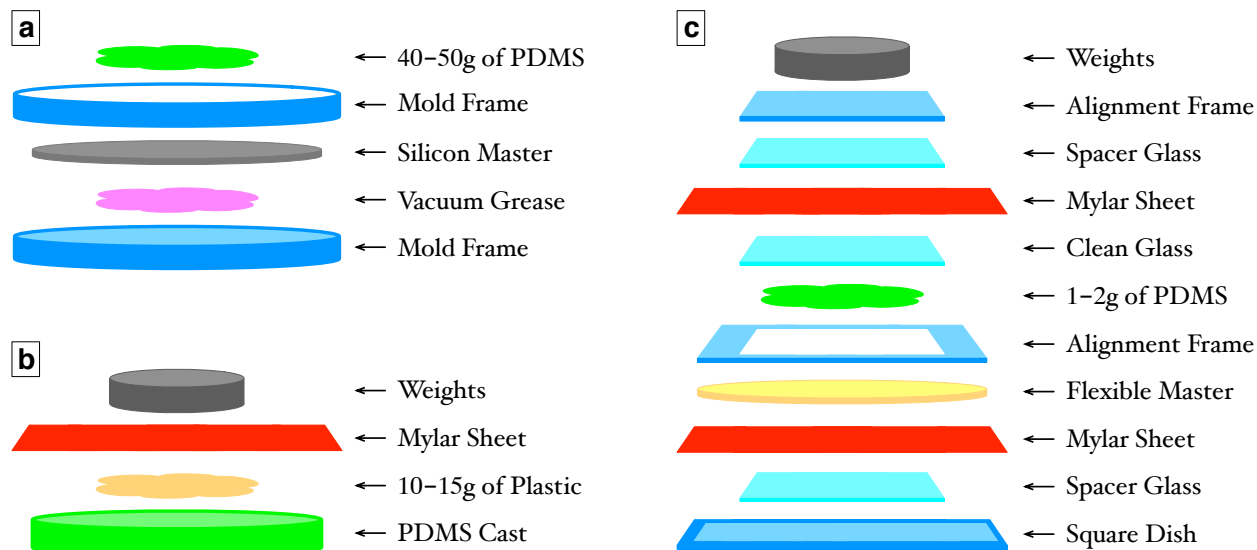 a
40–50g of PDMS
Mold Frame
Silicon Master
Vacuum Grease
Mold Frame
b
Weights
Mylar Sheet
10–15g of Plastic
PDMS Cast
c
Weights
Alignment Frame
Spacer Glass
Mylar Sheet
Clean Glass
1–2g of PDMS
Alignment Frame
Flexible Master
Mylar Sheet
Spacer Glass
Square Dish